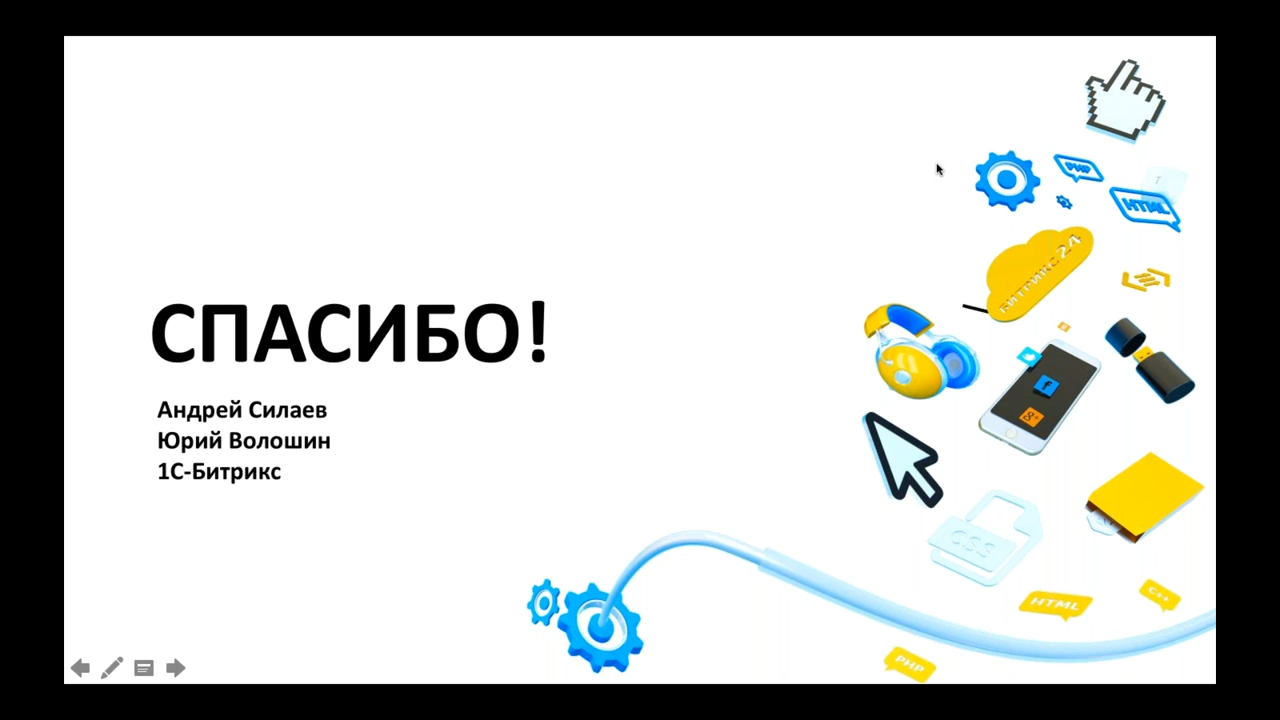 СПАСИБО!
Андрей Силаев
Юрий Волошин
1С-Битрикс
PHP
HTML
БИТРИКС 24
f
g+
CSS
HTML
C++
PHP